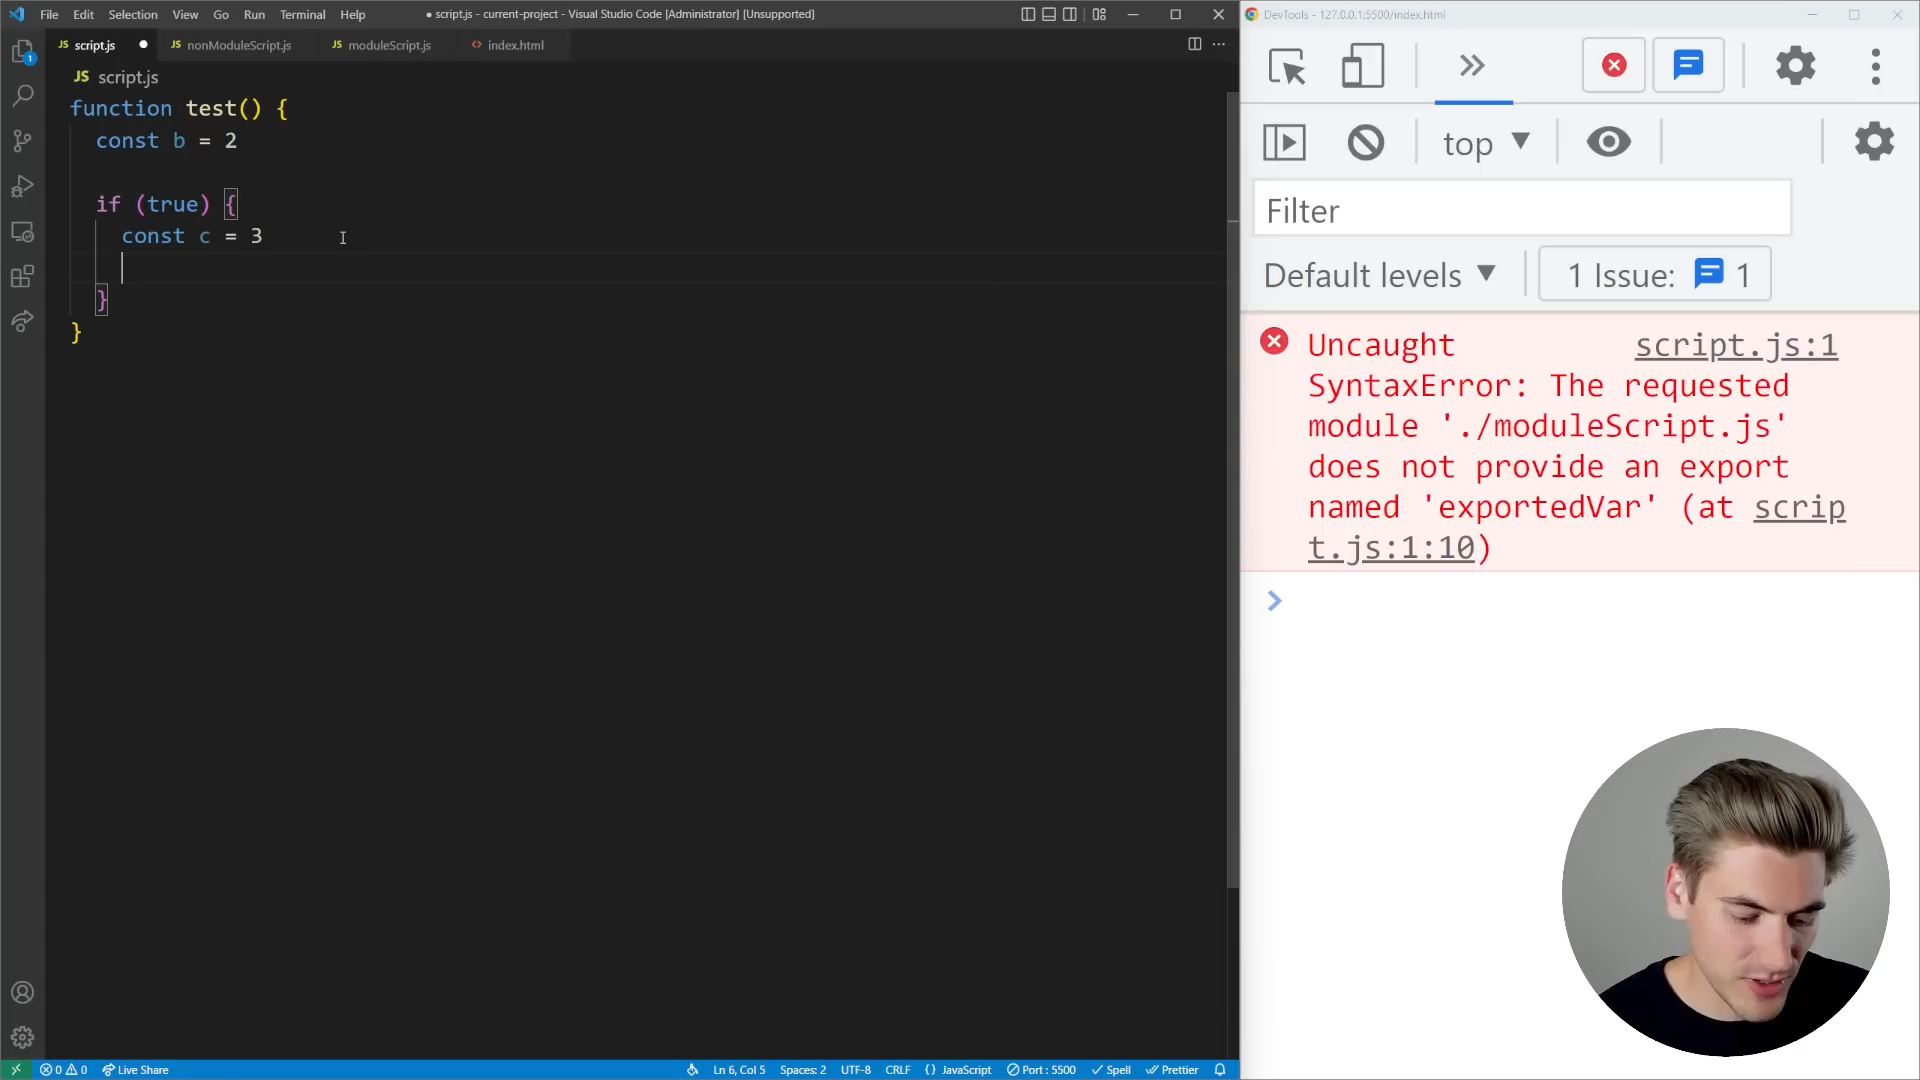 File Edit Selection View Go Run Terminal Help
● script.js - current-project - Visual Studio Code [Administrator] [Unsupported]
JS script.js ● JS nonModuleScript.js JS moduleScript.js <> index.html
JS script.js
function test() {
const b = 2
if (true) {
const c = 3
}
}
1
0 0 Live Share
Ln 6, Col 5 Spaces: 2 UTF-8 CRLF {} JavaScript Port : 5500 Spell Prettier
DevTools - 127.0.0.1:5500/index.html
top
Filter
Default levels 1 Issue: 1
Uncaught script.js:1
SyntaxError: The requested
module './moduleScript.js'
does not provide an export
named 'exportedVar' (at scrip
t.js:1:10)